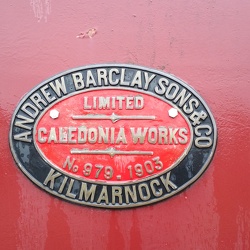 ANDREW BARCLAY SONS & CO
LIMITED
CALEDONIA WORKS
No 979 - 1903
KILMARNOCK